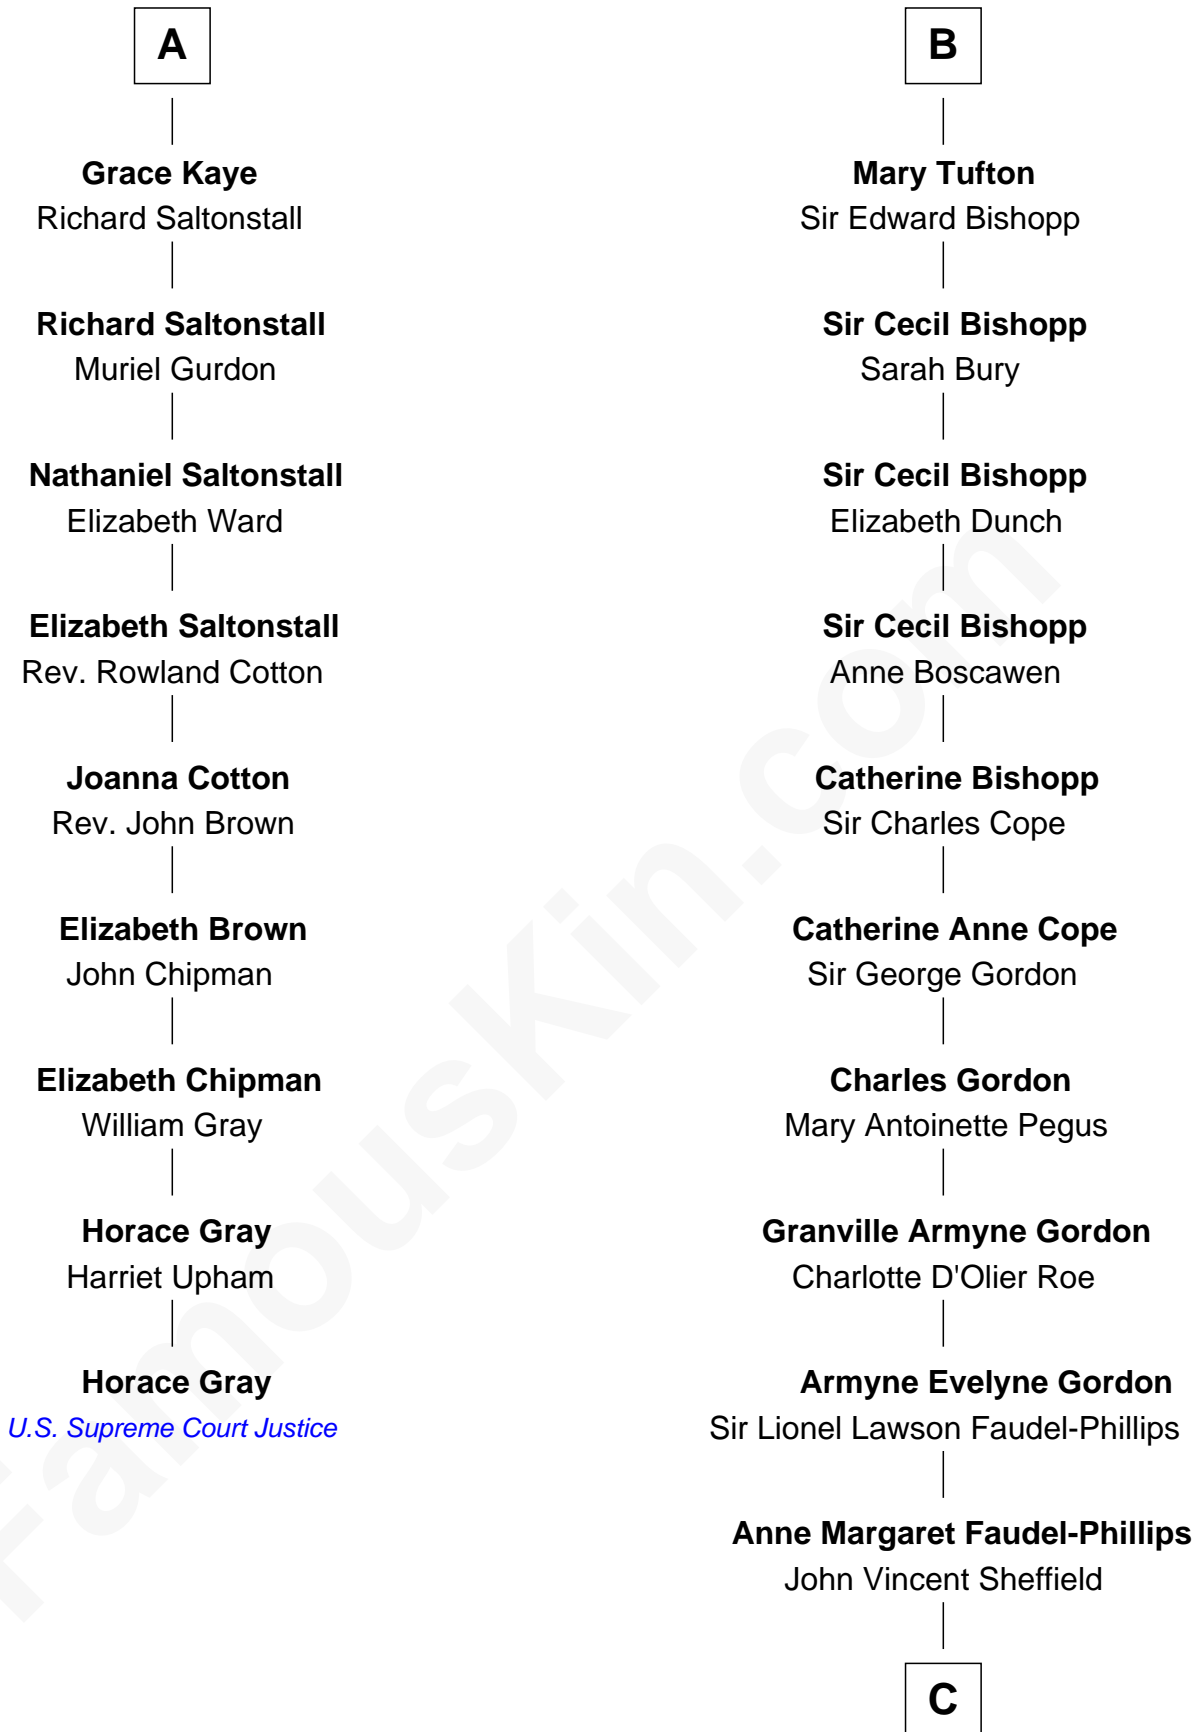 A
Grace Kaye
Richard Saltonstall
Richard Saltonstall
Muriel Gurdon
Nathaniel Saltonstall
Elizabeth Ward
Elizabeth Saltonstall
Rev. Rowland Cotton
Joanna Cotton
Rev. John Brown
Elizabeth Brown
John Chipman
Elizabeth Chipman
William Gray
Horace Gray
Harriet Upham
Horace Gray
U.S. Supreme Court Justice
B
Mary Tufton
Sir Edward Bishopp
Sir Cecil Bishopp
Sarah Bury
Sir Cecil Bishopp
Elizabeth Dunch
Sir Cecil Bishopp
Anne Boscawen
Catherine Bishopp
Sir Charles Cope
Catherine Anne Cope
Sir George Gordon
Charles Gordon
Mary Antoinette Pegus
Granville Armyne Gordon
Charlotte D'Olier Roe
Armyne Evelyne Gordon
Sir Lionel Lawson Faudel-Phillips
Anne Margaret Faudel-Phillips
John Vincent Sheffield
C
FamousKin.com